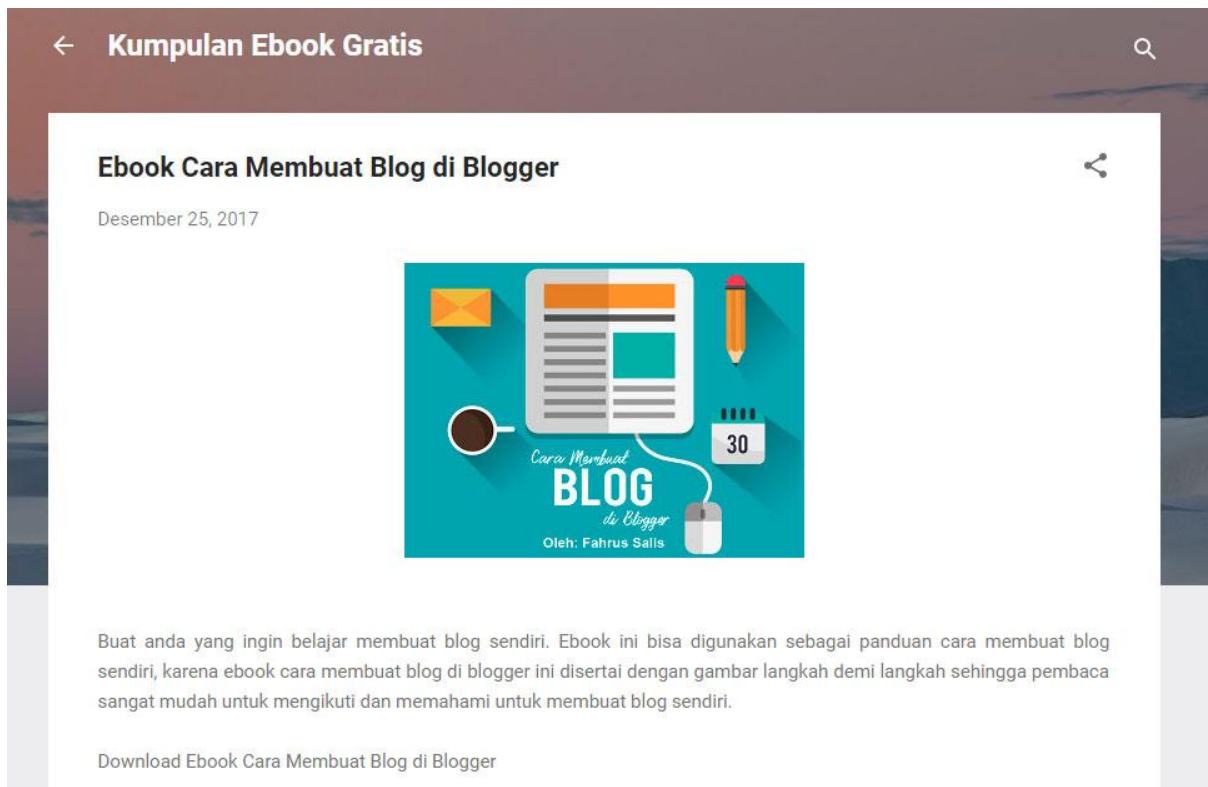 Kumpulan Ebook Gratis
Ebook Cara Membuat Blog di Blogger
Desember 25, 2017
30
Cara Membuat
BLOG
di Blogger
Oleh: Fahrus Salis
Buat anda yang ingin belajar membuat blog sendiri. Ebook ini bisa digunakan sebagai panduan cara membuat blog
sendiri, karena ebook cara membuat blog di blogger ini disertai dengan gambar langkah demi langkah sehingga pembaca
sangat mudah untuk mengikuti dan memahami untuk membuat blog sendiri.
Download Ebook Cara Membuat Blog di Blogger